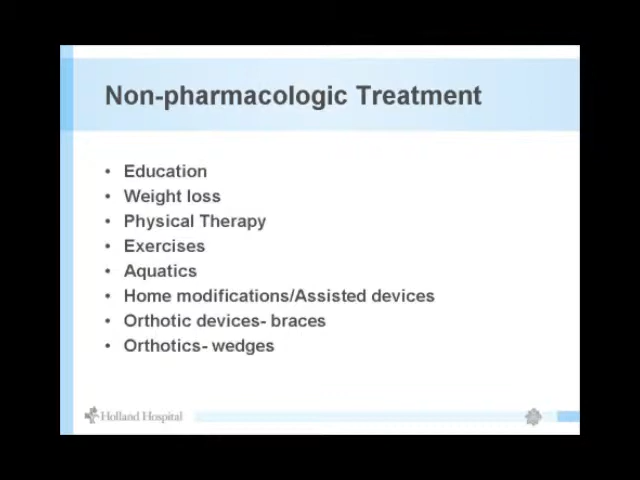 Non-pharmacologic Treatment
• Education
• Weight loss
• Physical Therapy
• Exercises
• Aquatics
• Home modifications/Assisted devices
• Orthotic devices- braces
• Orthotics- wedges
Holland Hospital